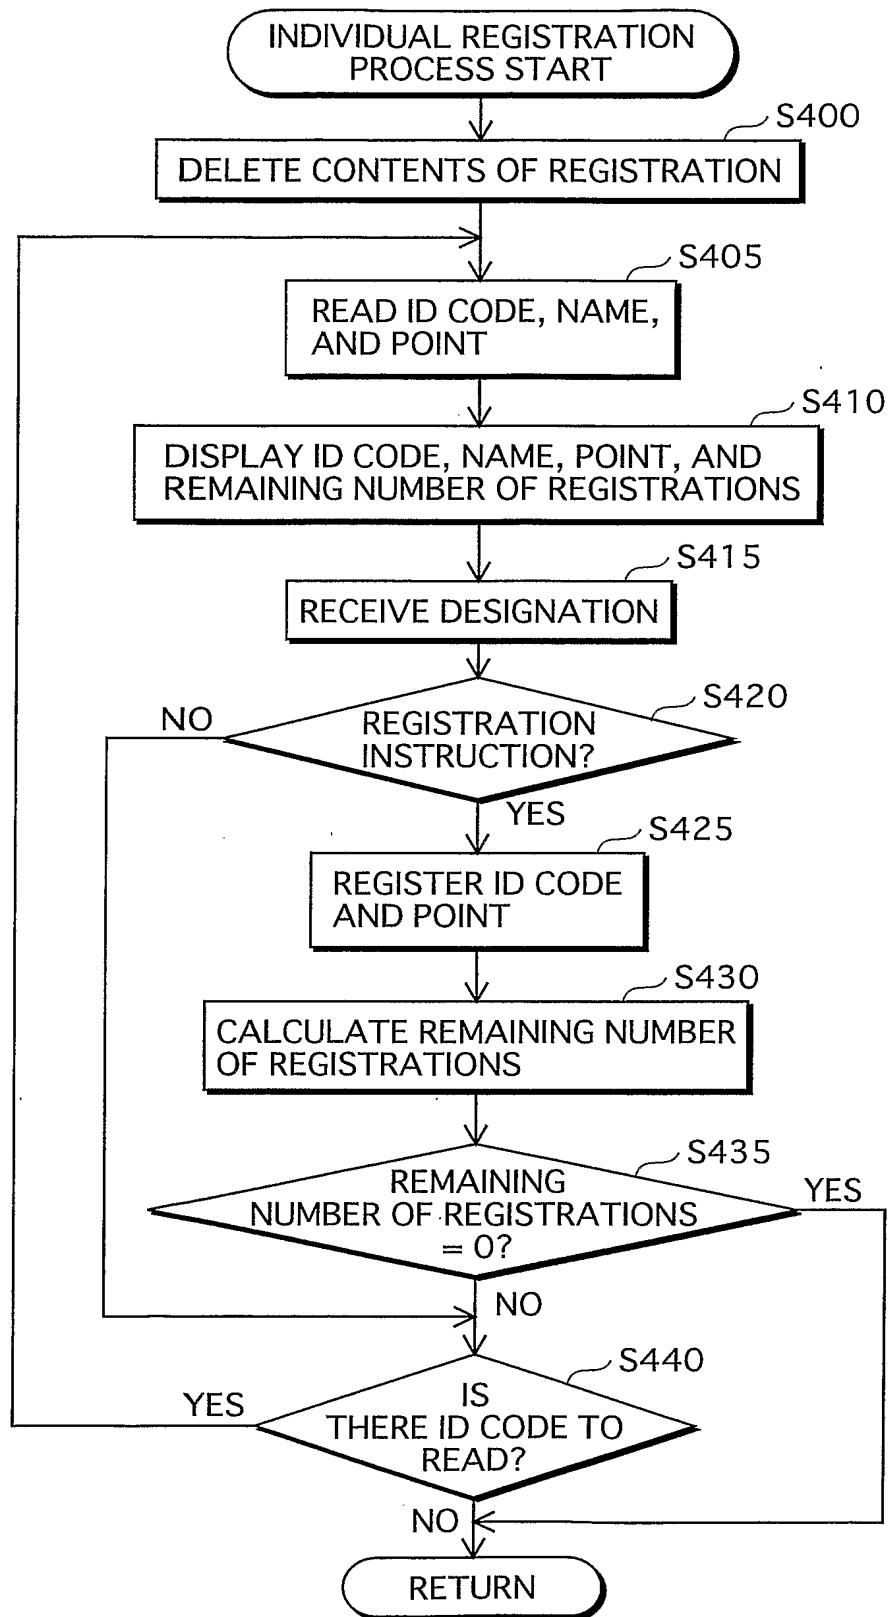 INDIVIDUAL REGISTRATION
PROCESS START
S400
DELETE CONTENTS OF REGISTRATION
S405
READ ID CODE, NAME,
AND POINT
S410
DISPLAY ID CODE, NAME, POINT, AND
REMAINING NUMBER OF REGISTRATIONS
S415
RECEIVE DESIGNATION
S420
NO
REGISTRATION
INSTRUCTION?
YES
S425
REGISTER ID CODE
AND POINT
S430
CALCULATE REMAINING NUMBER
OF REGISTRATIONS
S435
REMAINING
NUMBER OF REGISTRATIONS
= 0?
YES
NO
S440
YES
IS
THERE ID CODE TO
READ?
NO
RETURN